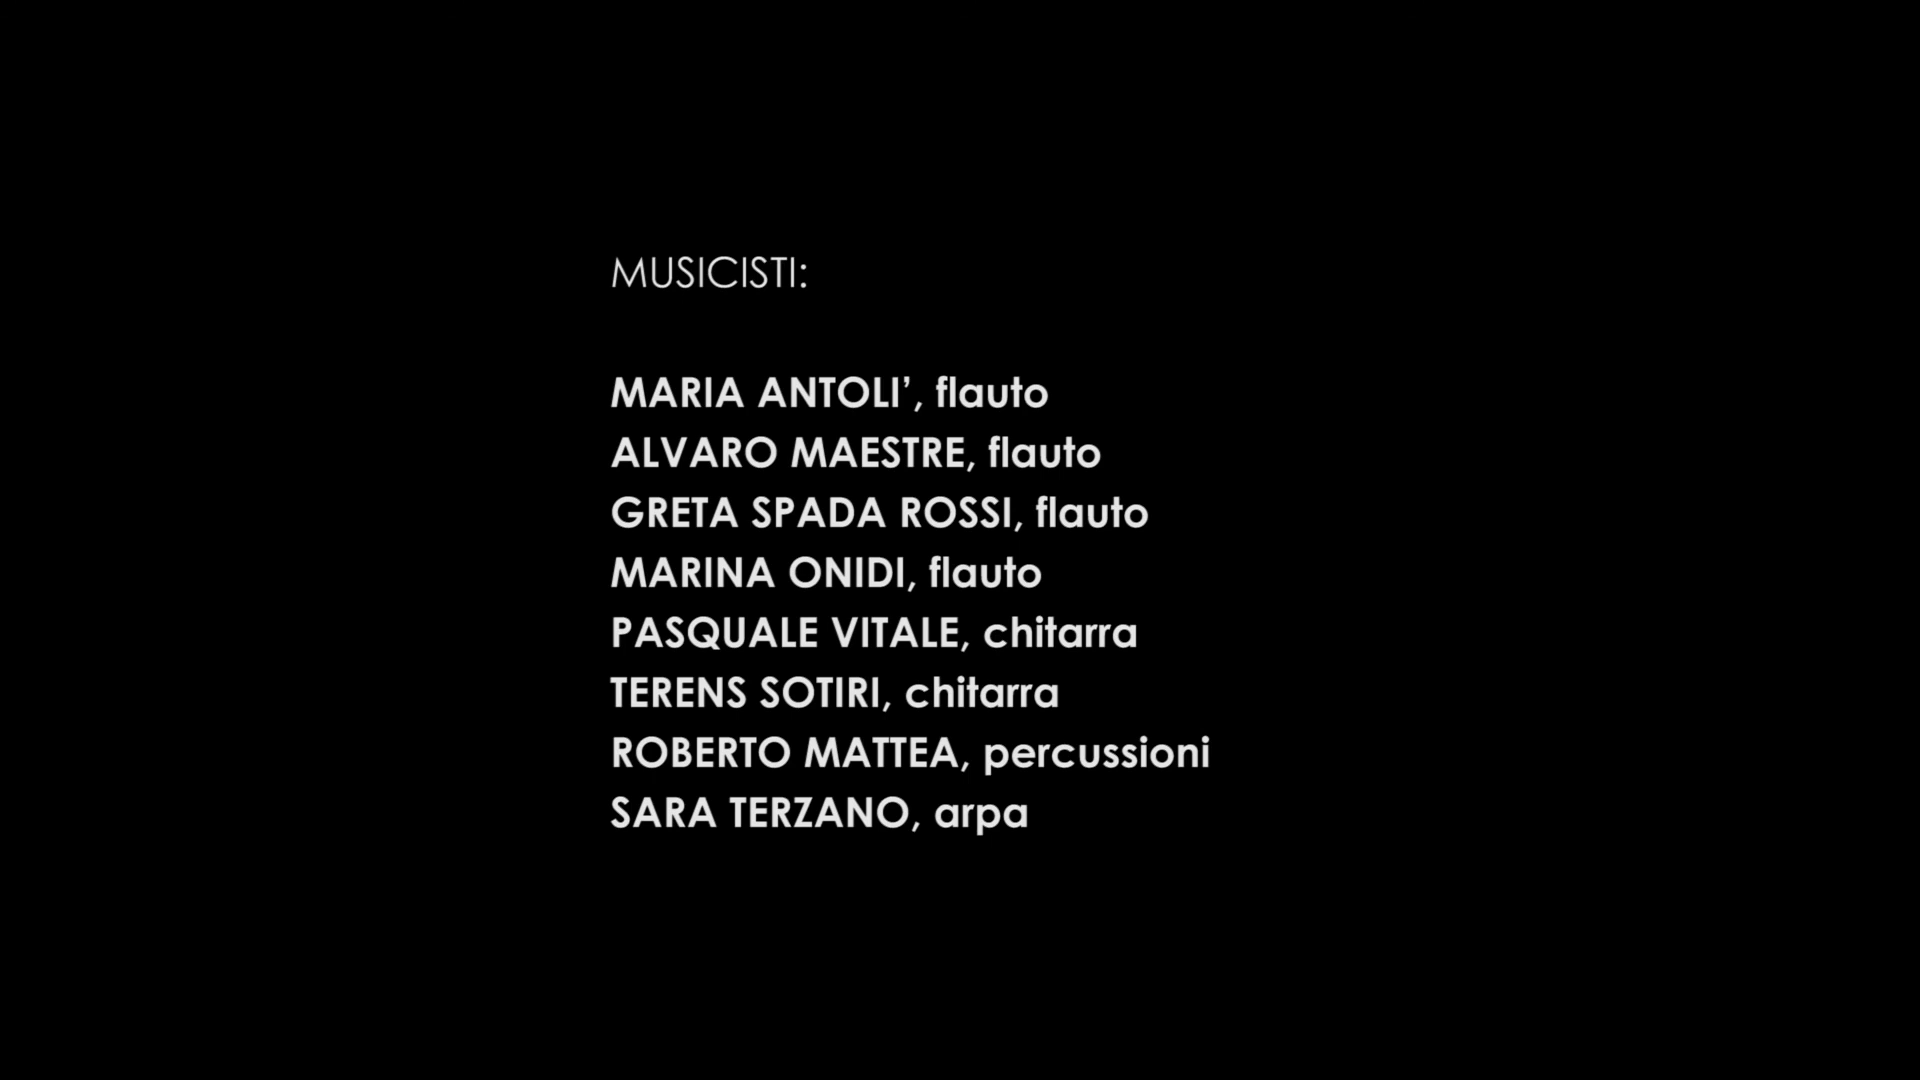 MUSICISTI:
MARIA ANTOLI’, flauto
ALVARO MAESTRE, flauto
GRETA SPADA ROSSI, flauto
MARINA ONIDI, flauto
PASQUALE VITALE, chitarra
TERENS SOTIRI, chitarra
ROBERTO MATTEA, percussioni
SARA TERZANO, arpa